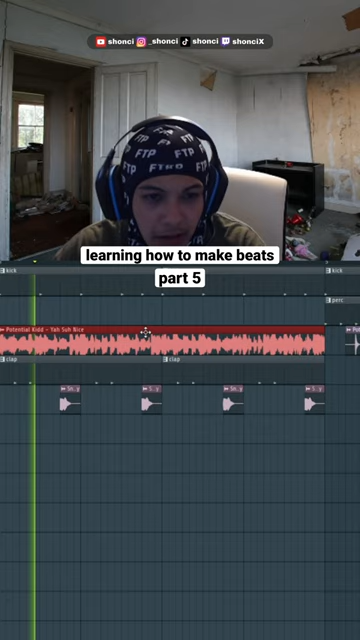 shonci _shonci shonci shonciX
FTP
FTP FTP
FTP
learning how to make beats
part 5
kick kick
perc
Potential Kidd - Yah Suh Nice
clap clap